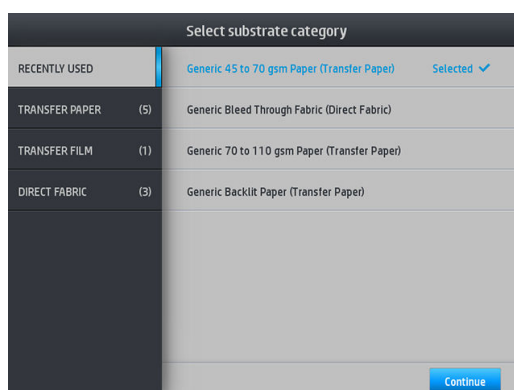 Select substrate category
RECENTLY USED
TRANSFER PAPER (5)
TRANSFER FILM (1)
DIRECT FABRIC (3)
Generic 45 to 70 gsm Paper (Transfer Paper) Selected ✓
Generic Bleed Through Fabric (Direct Fabric)
Generic 70 to 110 gsm Paper (Transfer Paper)
Generic Backlit Paper (Transfer Paper)
Continue